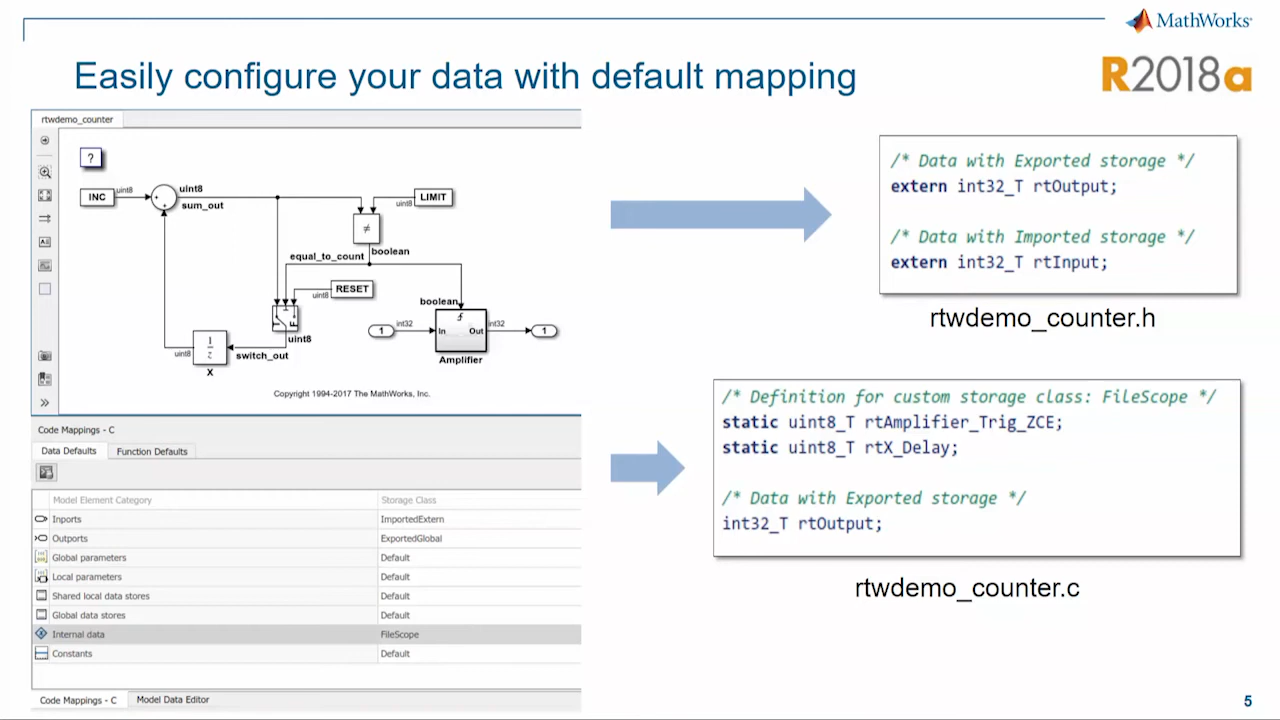 MathWorks®
Easily configure your data with default mapping
R2018a
rtwdemo_counter
?
INC
uint8
uint8
sum_out
LIMIT
uint8
≠
boolean
equal_to_count
RESET
uint8
boolean
T
F
uint8
switch_out
1
z
uint8
X
1
int32
In
Out
int32
1
Amplifier
Copyright 1994-2017 The MathWorks, Inc.
Code Mappings - C
Data Defaults
Function Defaults
Model Element Category
Storage Class
Inports
ImportedExtern
Outports
ExportedGlobal
Global parameters
Default
Local parameters
Default
Shared local data stores
Default
Global data stores
Default
Internal data
FileScope
Constants
Default
Code Mappings - C
Model Data Editor
/* Data with Exported storage */
extern int32_T rtOutput;
/* Data with Imported storage */
extern int32_T rtInput;
rtwdemo_counter.h
/* Definition for custom storage class: FileScope */
static uint8_T rtAmplifier_Trig_ZCE;
static uint8_T rtX_Delay;
/* Data with Exported storage */
int32_T rtOutput;
rtwdemo_counter.c
5